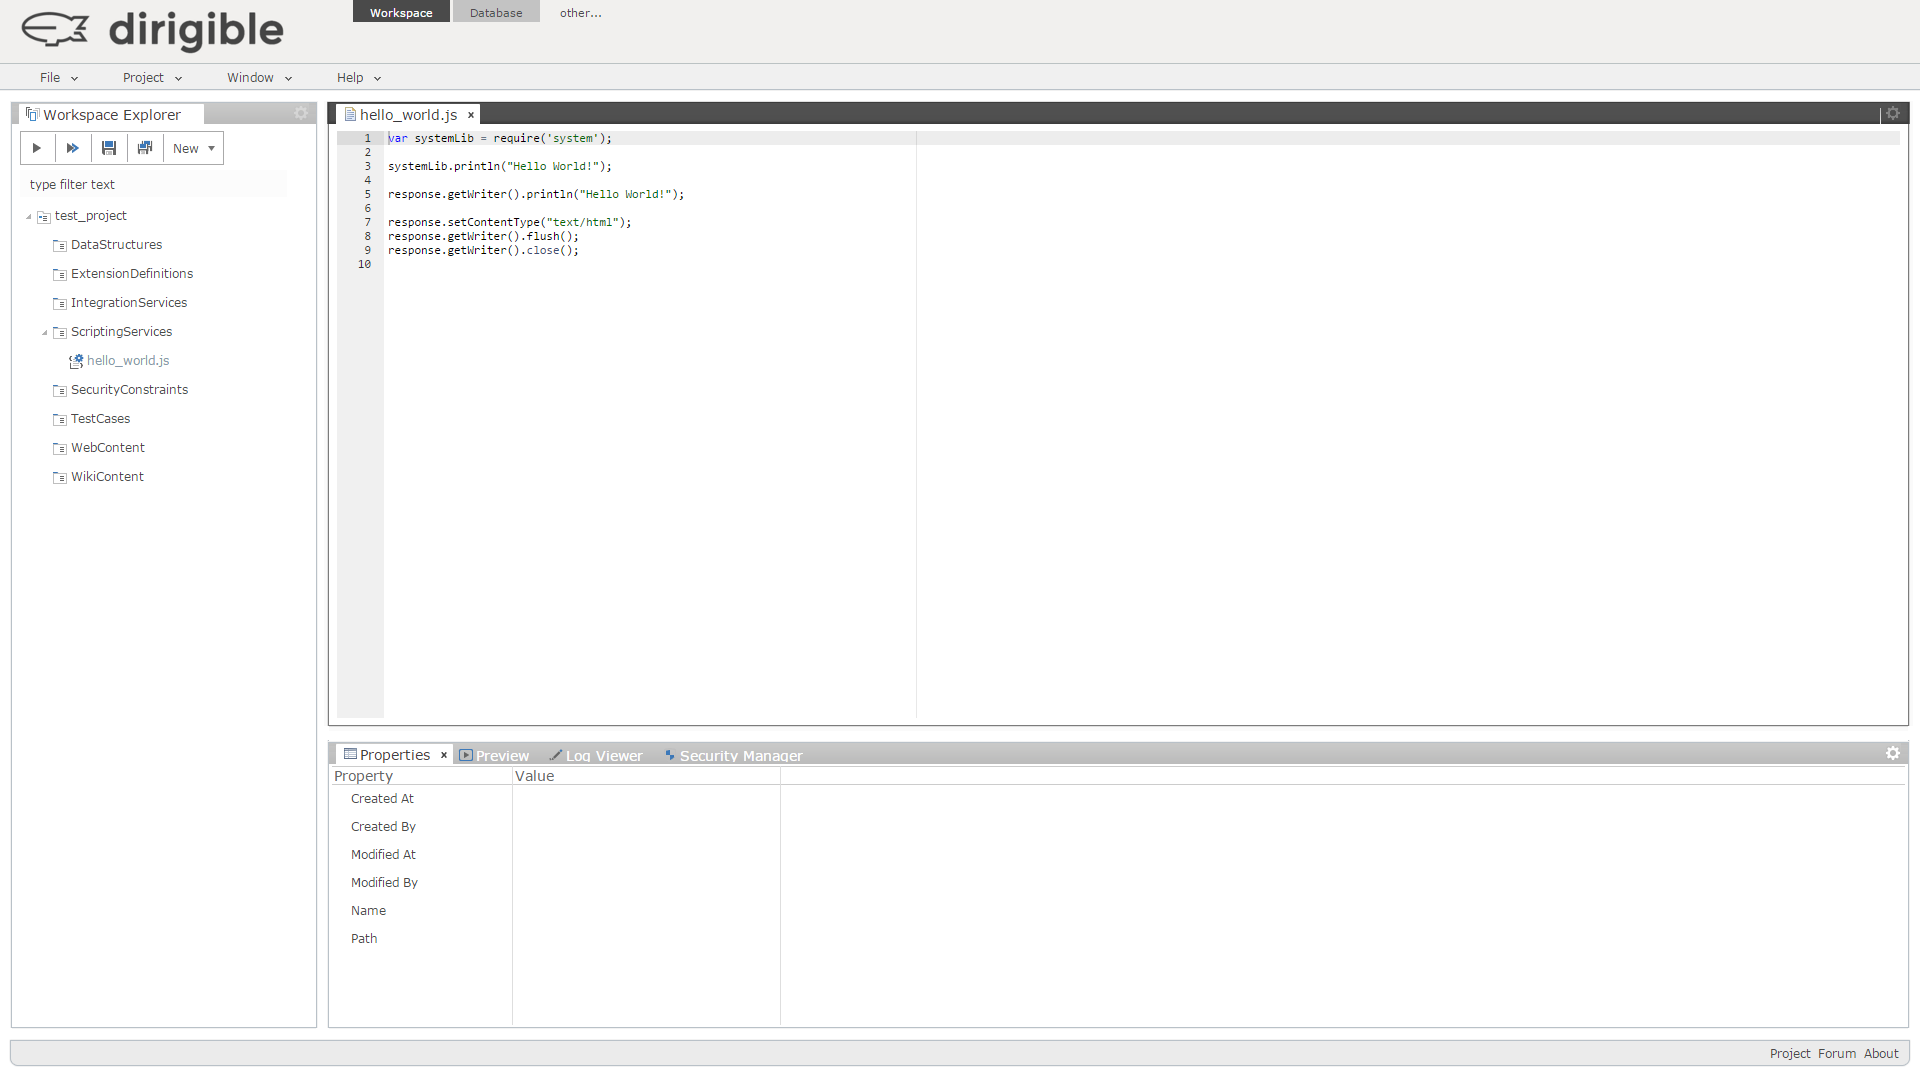 dirigible
Workspace Database other...
File Project Window Help
Workspace Explorer
New
type filter text
test_project
DataStructures
ExtensionDefinitions
IntegrationServices
ScriptingServices
hello_world.js
SecurityConstraints
TestCases
WebContent
WikiContent
hello_world.js ×
1 var systemLib = require('system');
2
3 systemLib.println("Hello World!");
4
5 response.getWriter().println("Hello World!");
6
7 response.setContentType("text/html");
8 response.getWriter().flush();
9 response.getWriter().close();
10
Properties × Preview Log Viewer Security Manager
Property Value
Created At
Created By
Modified At
Modified By
Name
Path
Project Forum About